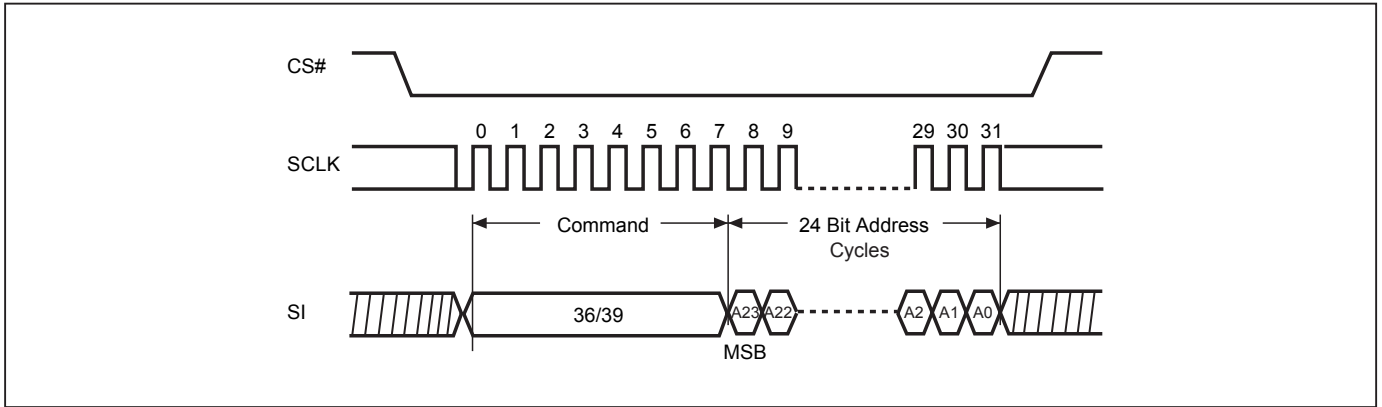 CS#
0 1 2 3 4 5 6 7 8 9 29 30 31
SCLK
Command 24 Bit Address
Cycles
SI 36/39 A23 A22 A2 A1 A0
MSB